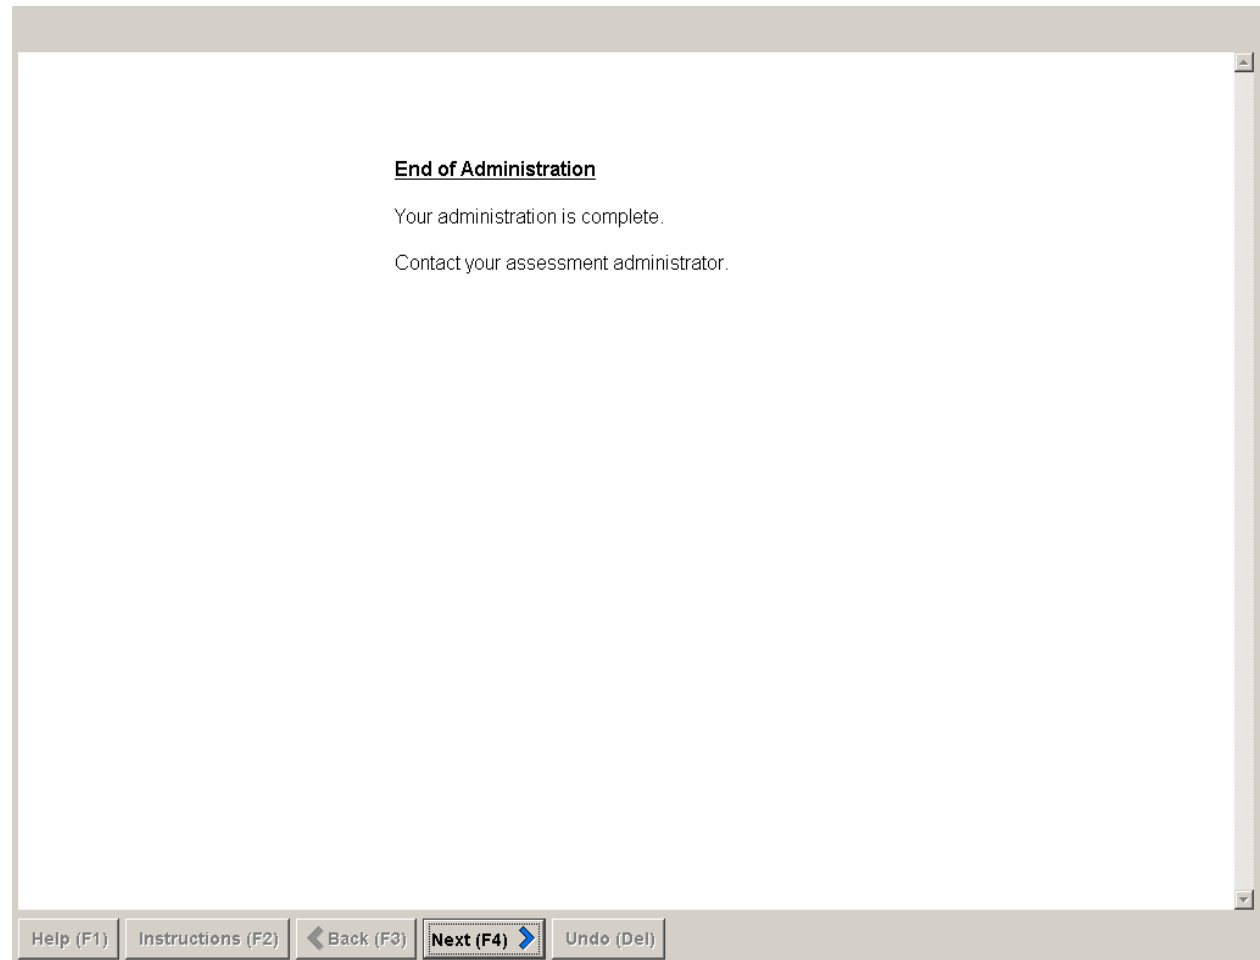 End of Administration
Your administration is complete.
Contact your assessment administrator.
Help (F1) Instructions (F2) Back (F3) Next (F4) Undo (Del)